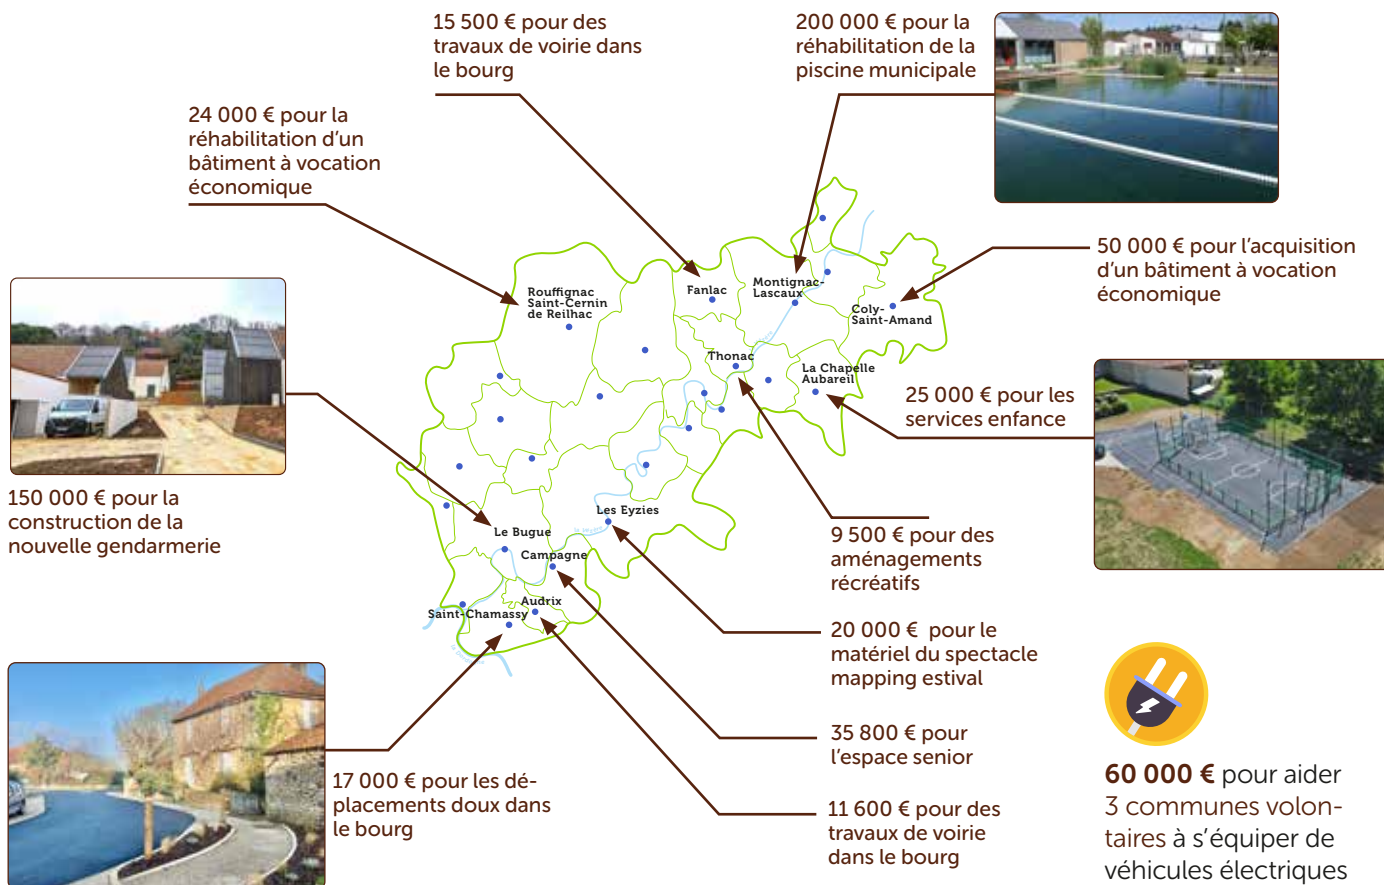 15 500 € pour des
travaux de voirie dans
le bourg
200 000 € pour la
réhabilitation de la
piscine municipale
24 000 € pour la
réhabilitation d’un
bâtiment à vocation
économique
50 000 € pour l’acquisition
d’un bâtiment à vocation
économique
Rouffignac
Saint-Cernin
de Reilhac
Fanlac
Montignac-
Lascaux
Coly-
Saint-Amand
Thonac
La Chapelle
Aubareil
25 000 € pour les
services enfance
150 000 € pour la
construction de la
nouvelle gendarmerie
Les Eyzies
Le Bugue
Campagne
Audrix
Saint-Chamassy
9 500 € pour des
aménagements
récréatifs
20 000 € pour le
matériel du spectacle
mapping estival
35 800 € pour
l’espace senior
17 000 € pour les dé-
placements doux dans
le bourg
11 600 € pour des
travaux de voirie
dans le bourg
60 000 € pour aider
3 communes volon-
taires à s’équiper de
véhicules électriques